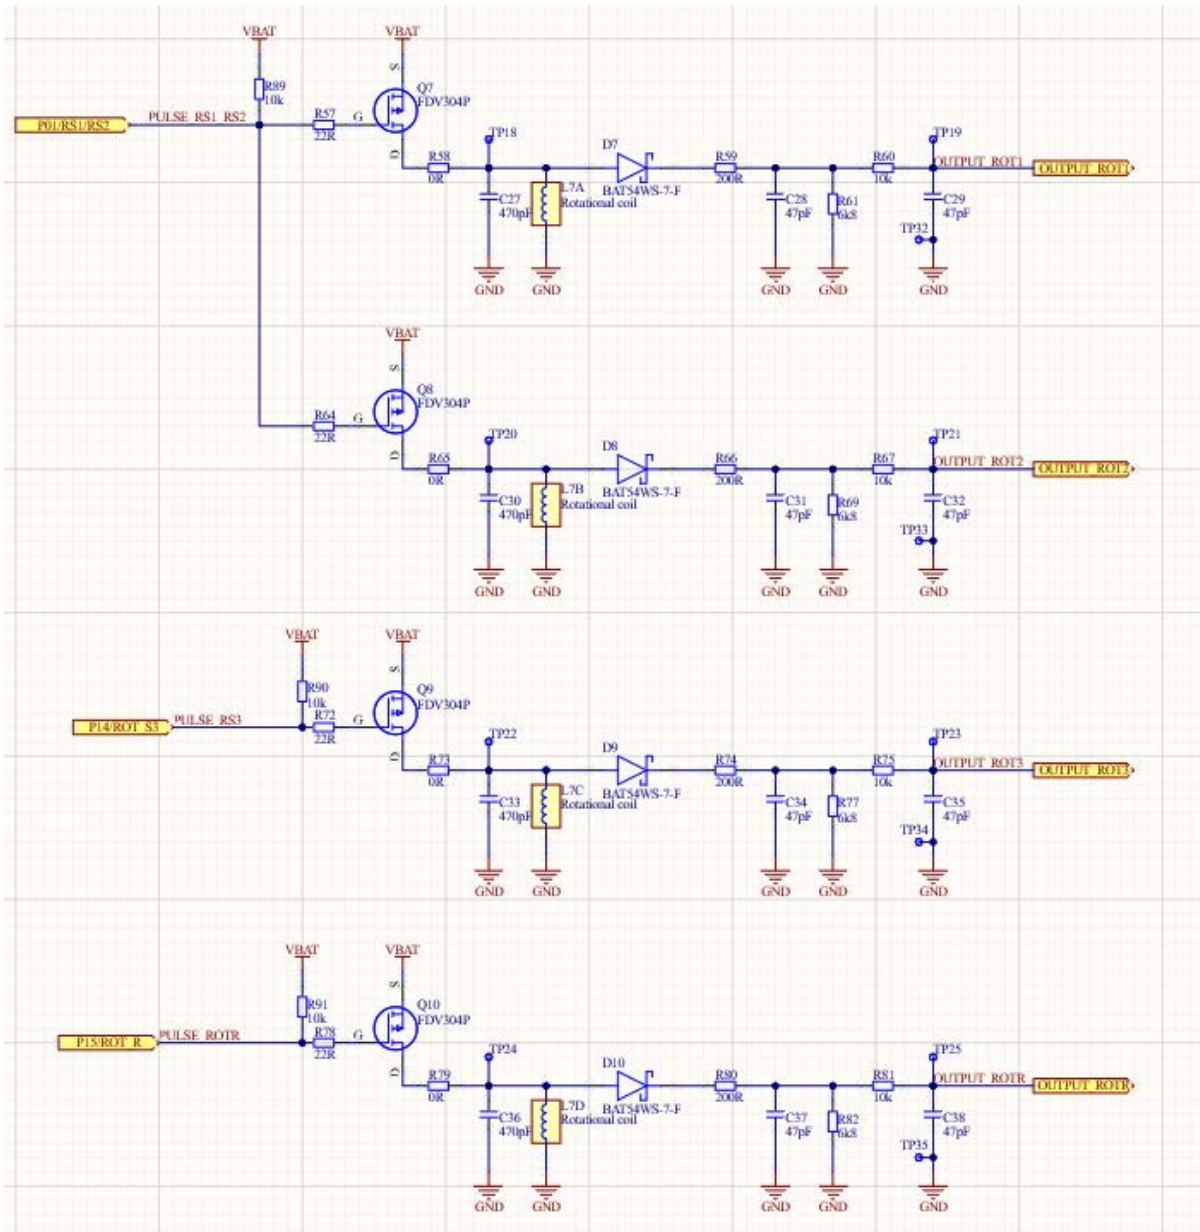 VBAT
VBAT
R89
10k
S
Q7
FDV304P
P01/RS1/RS2
PULSE_RS1_RS2
R57
22R
G
D
R58
0R
TP18
C27
470pF
L7A
Rotational coil
D7
BAT54WS-7-F
R59
200R
C28
47pF
R61
6k8
R60
10k
TP19
OUTPUT_ROT1
OUTPUT_ROT1
C29
47pF
TP32
GND
GND
GND
GND
GND
VBAT
S
Q8
FDV304P
R64
22R
G
D
R65
0R
TP20
C30
470pF
L7B
Rotational coil
D8
BAT54WS-7-F
R66
200R
C31
47pF
R69
6k8
R67
10k
TP21
OUTPUT_ROT2
OUTPUT_ROT2
C32
47pF
TP33
GND
GND
GND
GND
GND
VBAT
VBAT
R90
10k
S
Q9
FDV304P
P14/ROT_S3
PULSE_RS3
R72
22R
G
D
R73
0R
TP22
C33
470pF
L7C
Rotational coil
D9
BAT54WS-7-F
R74
200R
C34
47pF
R77
6k8
R75
10k
TP23
OUTPUT_ROT3
OUTPUT_ROT3
C35
47pF
TP34
GND
GND
GND
GND
GND
VBAT
VBAT
R91
10k
S
Q10
FDV304P
P15/ROT_R
PULSE_ROTR
R78
22R
G
D
R79
0R
TP24
C36
470pF
L7D
Rotational coil
D10
BAT54WS-7-F
R80
200R
C37
47pF
R82
6k8
R81
10k
TP25
OUTPUT_ROTR
OUTPUT_ROTR
C38
47pF
TP35
GND
GND
GND
GND
GND